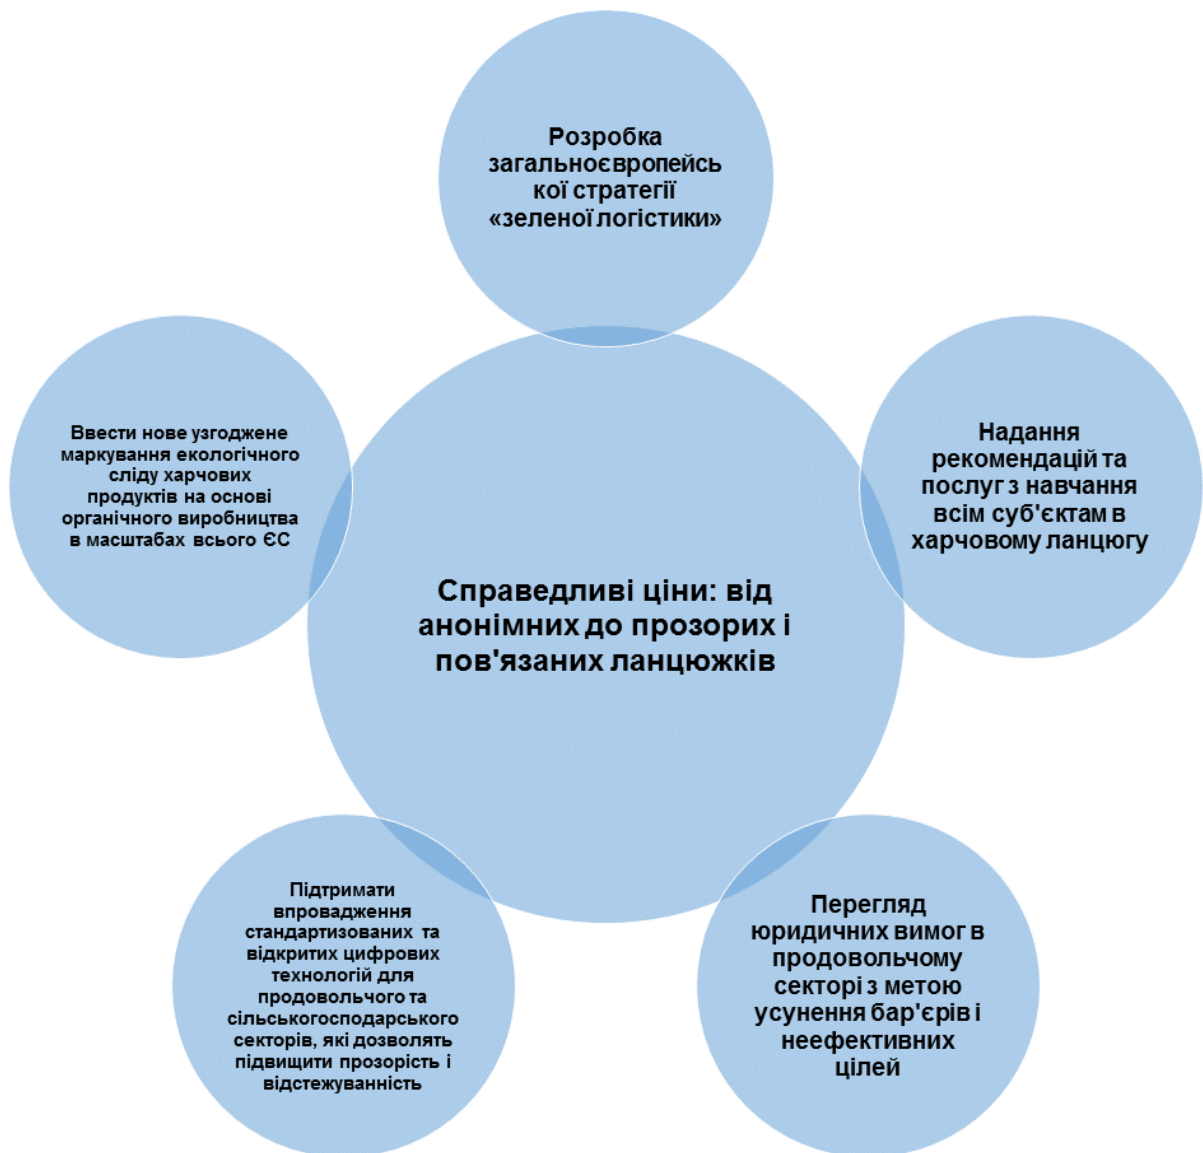 Розробка
загальноєвропейсь
кої стратегії
«зеленої логістики»
Ввести нове узгоджене
маркування екологічного
сліду харчових
продуктів на основі
органічного виробництва
в масштабах всього ЄС
Надання
рекомендацій та
послуг з навчання
всім суб'єктам в
харчовому ланцюгу
Справедливі ціни: від
анонімних до прозорих і
пов'язаних ланцюжків
Підтримати
впровадження
стандартизованих та
відкритих цифрових
технологій для
продовольчого та
сільськогосподарського
секторів, які дозволять
підвищити прозорість і
відстежуванність
Перегляд
юридичних вимог в
продовольчому
секторі з метою
усунення бар'єрів і
неефективних
цілей